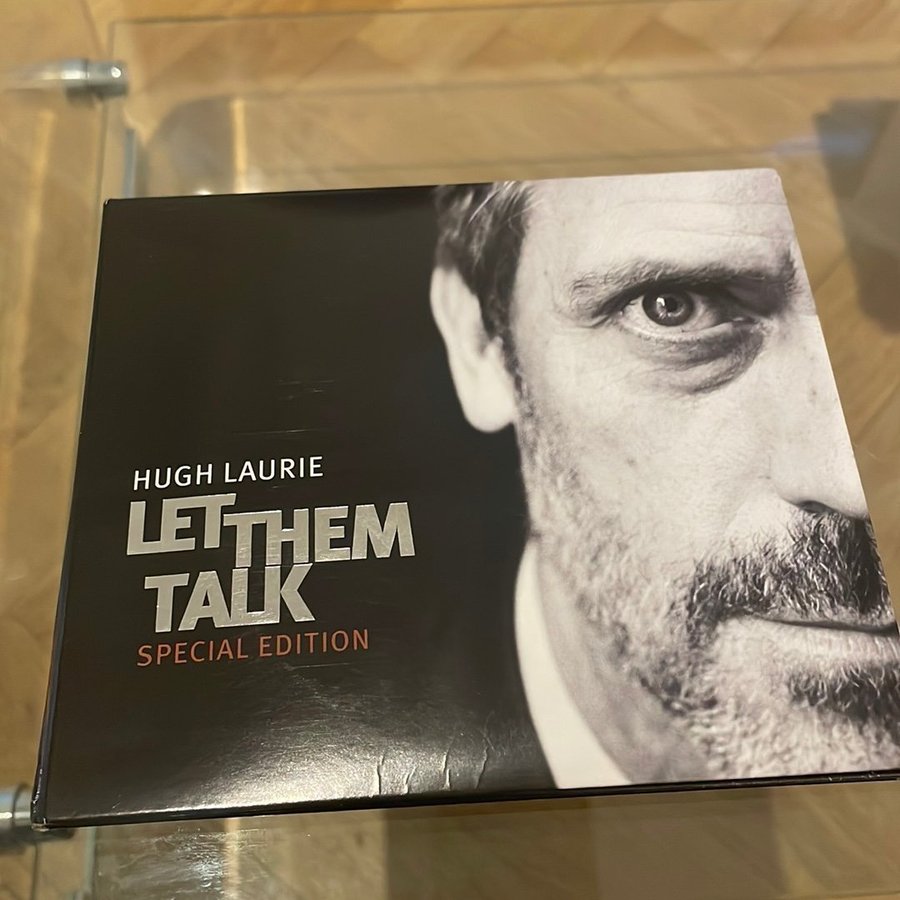 HUGH LAURIE
LET THEM
TALK
SPECIAL EDITION